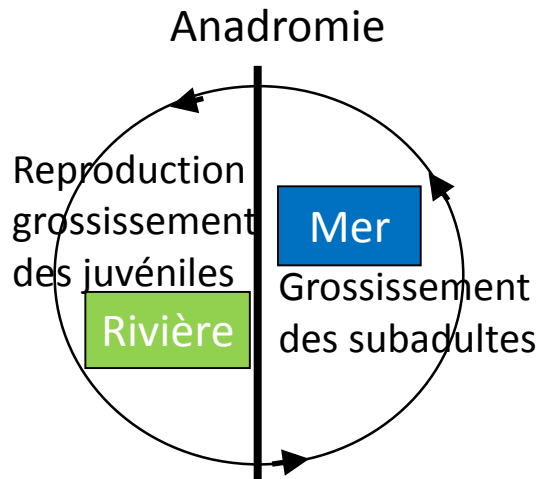 Anadromie
Reproduction
grossissement
des juvéniles
Rivière
Mer
Grossissement
des subadultes